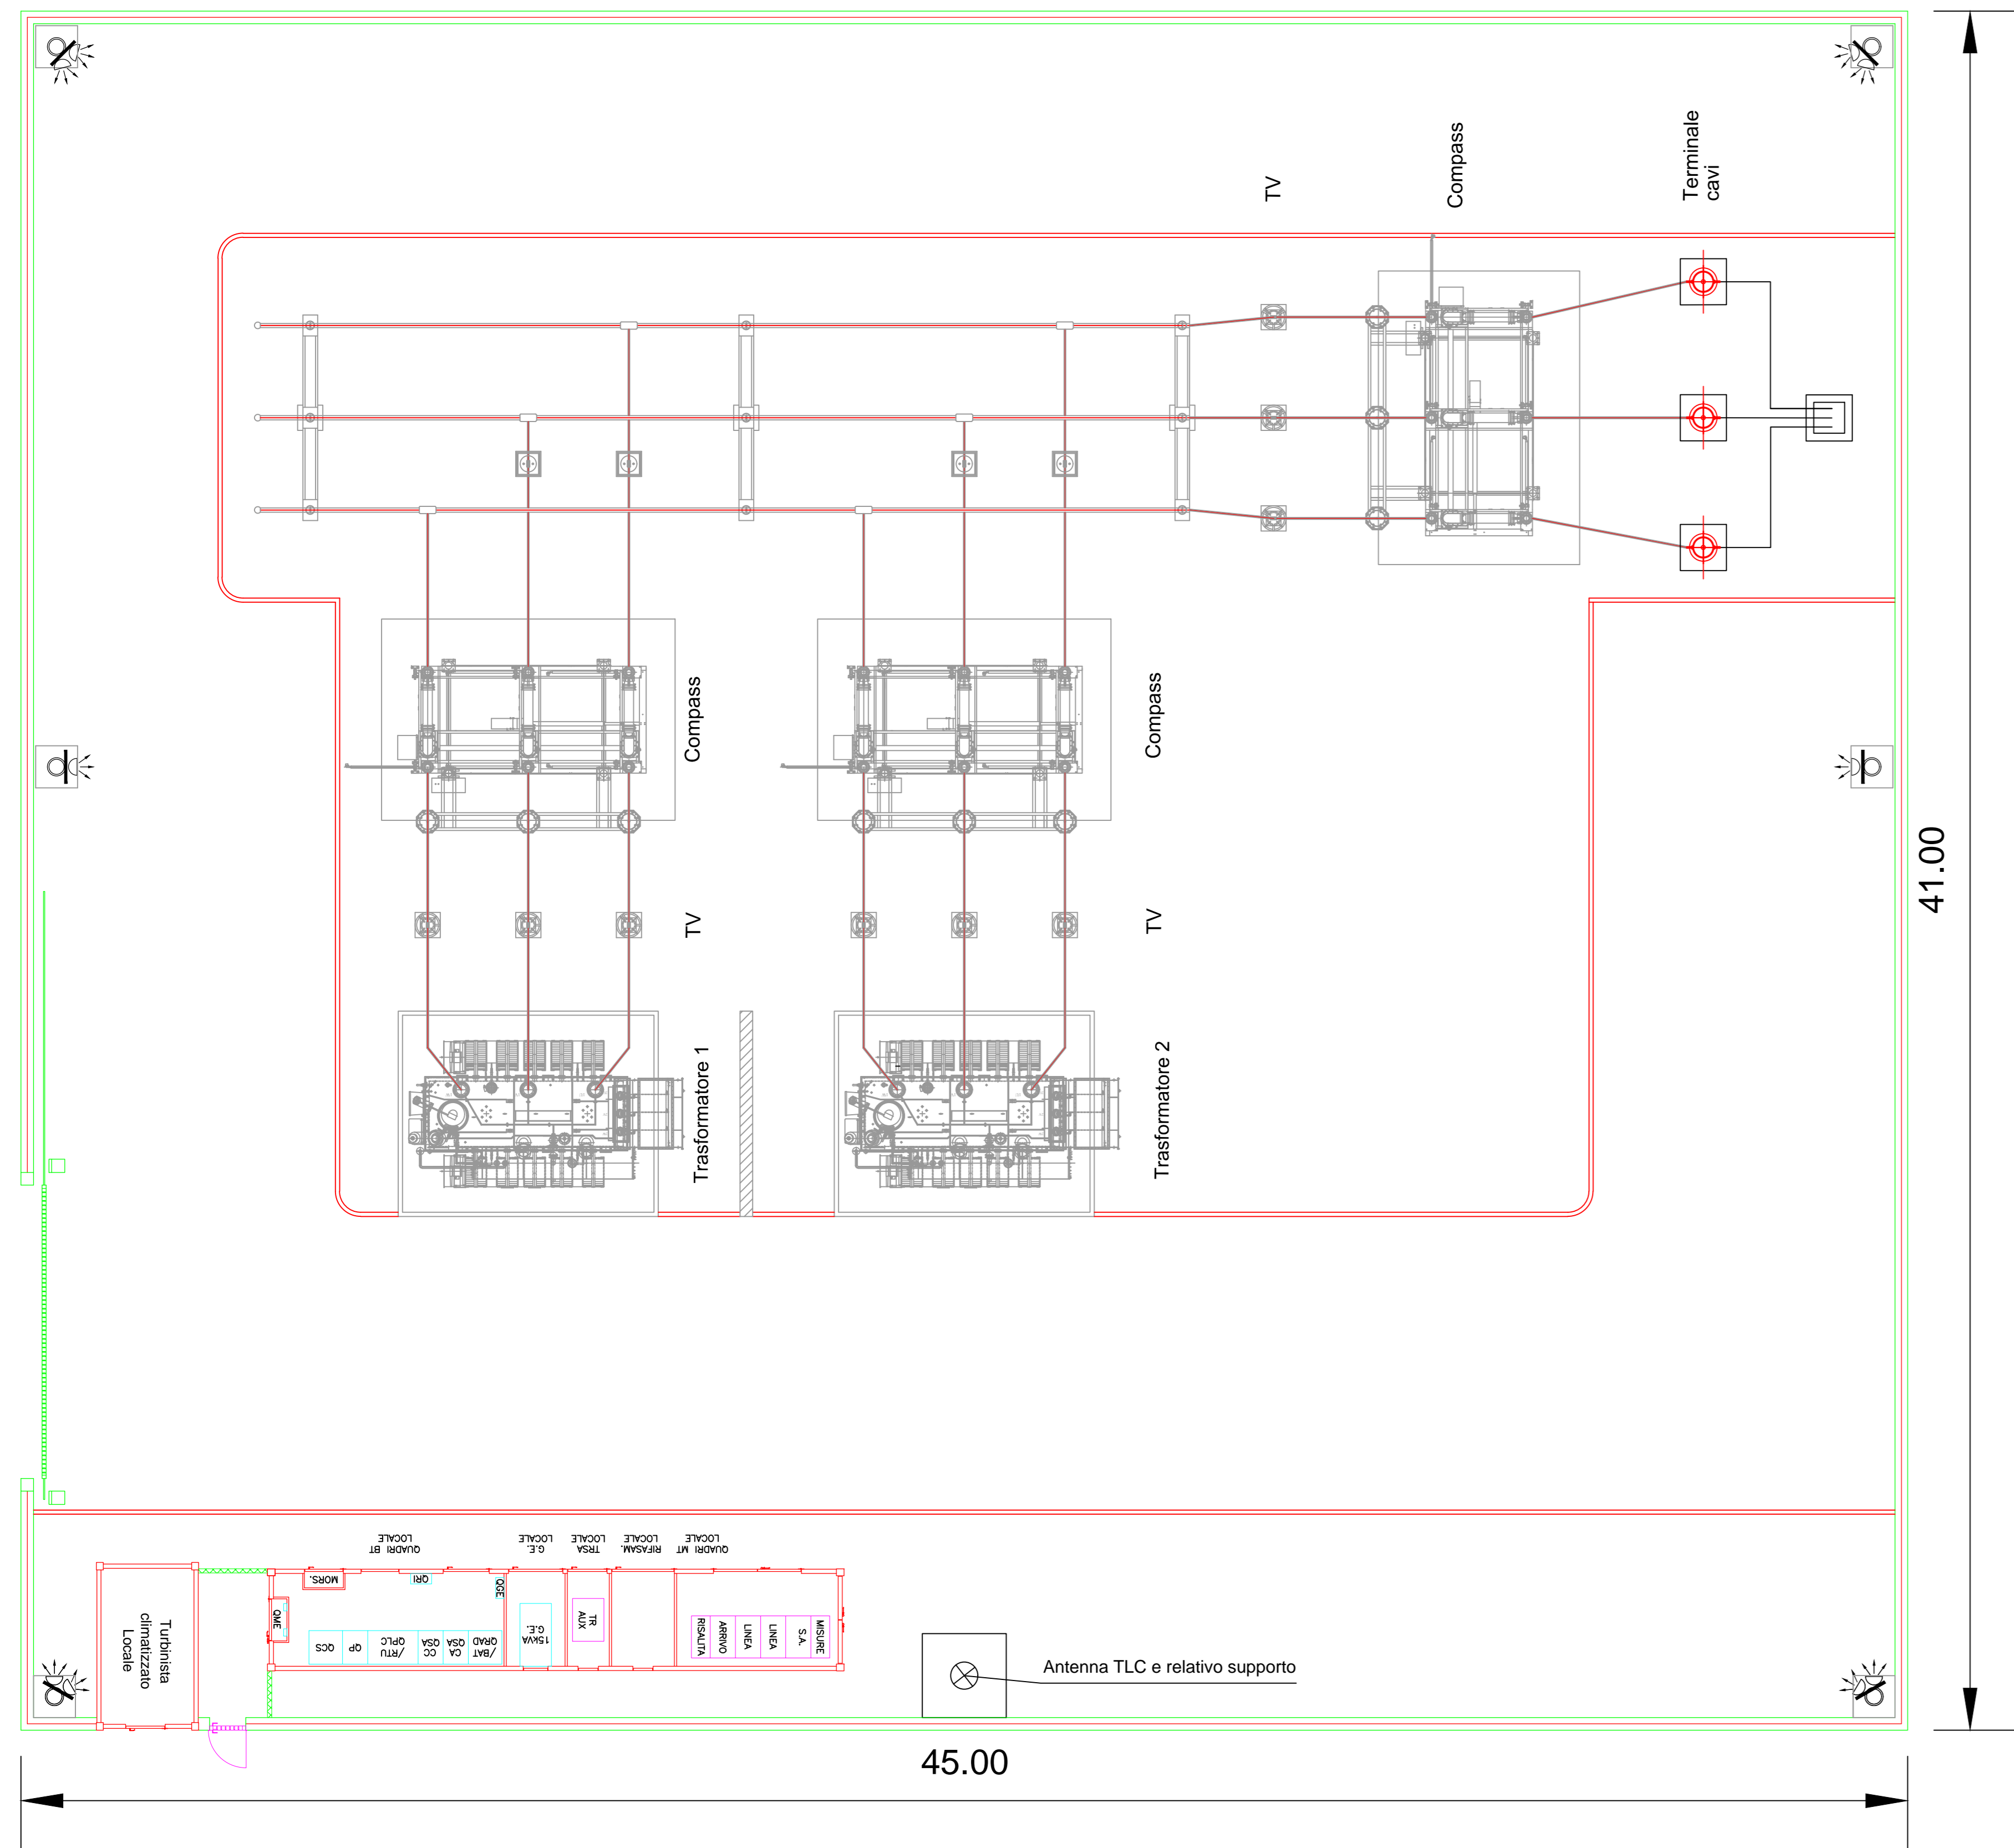 Terminale
cavi
Compass
TV
Compass
Compass
TV
TV
Trasformatore 1
Trasformatore 2
41.00
LOCALE
QUADRI BT
LOCALE
G.E.
LOCALE
TRSA
LOCALE
RIFASAM.
LOCALE
QUADRI MT
MORS.
QRI
QGE
QME
QCS
QP
QPLC
/RTU
QSA
CC
QSA
CA
QRAD
/BAT
G.E.
15kVA
TR
AUX
RISALITA
ARRIVO
LINEA
LINEA
S.A.
MISURE
Locale
climatizzato
Turbinista
Antenna TLC e relativo supporto
45.00